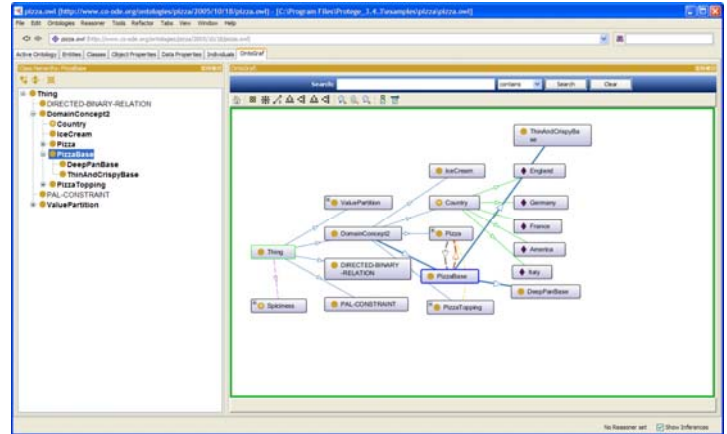 pizza.owl [http://www.co-ode.org/ontologies/pizza/2005/10/18/pizza.owl] - [C:\Program Files\Protege_3.4.3\examples\pizza\pizza.owl]
File Edit Ontologies Reasoner Tools Refactor Tabs View Window Help
Active Ontology Entities Classes Object Properties Data Properties Individuals OntoGraf
Class hierarchy: PizzaBase
OntoGraf:
Search: contains Search Clear
Thing
DIRECTED-BINARY-RELATION
DomainConcept2
Country
IceCream
Pizza
PizzaBase
DeepPanBase
ThinAndCrispyBase
PizzaTopping
PAL-CONSTRAINT
ValuePartition
ThinAndCrispyBa
se
IceCream
England
ValuePartition
Country
Germany
DomainConcept2
Pizza
France
Thing
America
DIRECTED-BINARY
-RELATION
PizzaBase
Italy
DeepPanBase
Spiciness
PAL-CONSTRAINT
PizzaTopping
No Reasoner set Show Inferences